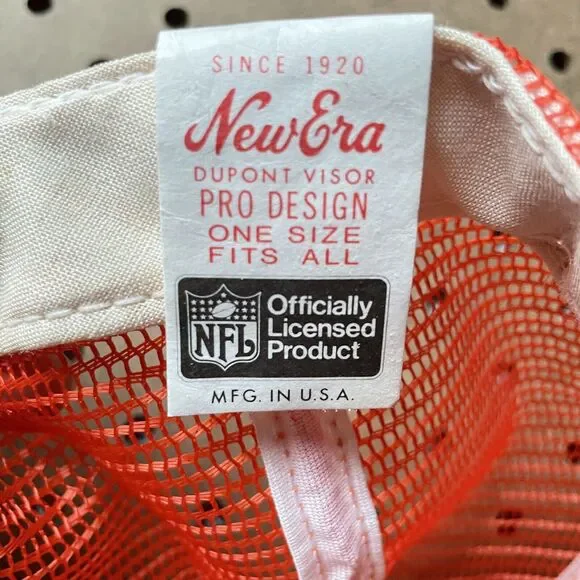 SINCE 1920
New Era
DUPONT VISOR
PRO DESIGN
ONE SIZE
FITS ALL
NFL
Officially
Licensed
Product
MFG. IN U.S.A.